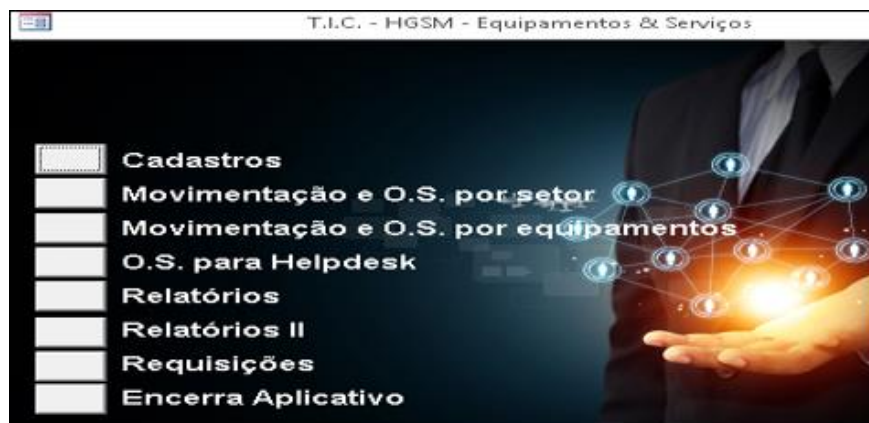 T.I.C. - HGSM - Equipamentos & Serviços
Cadastros
Movimentação e O.S. por setor
Movimentação e O.S. por equipamentos
O.S. para Helpdesk
Relatórios
Relatórios II
Requisições
Encerra Aplicativo